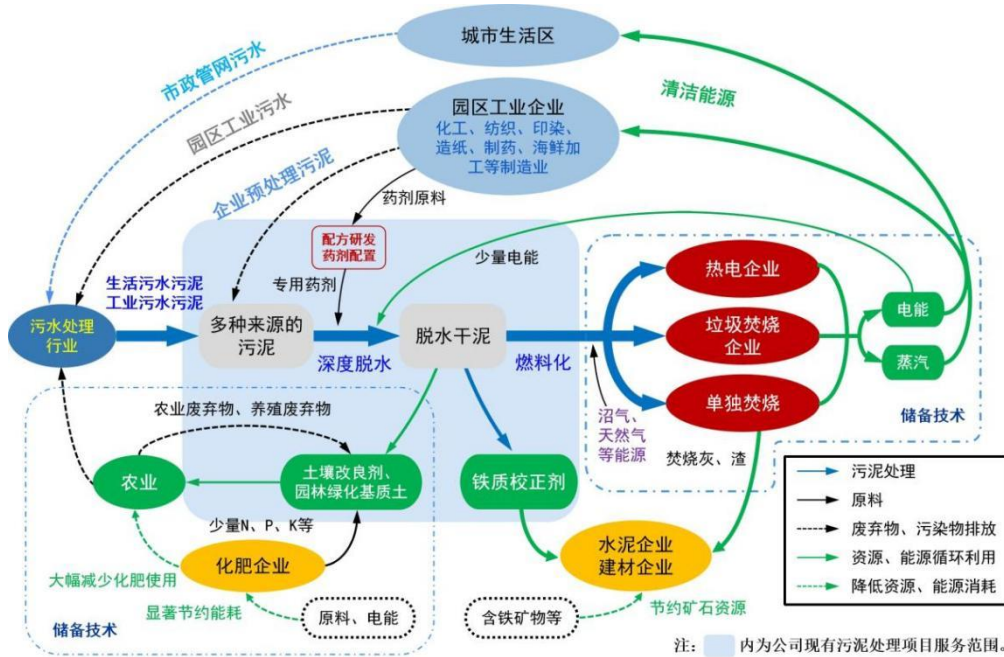 城市生活区
清洁能源
市政管网污水
园区工业污水
企业预处理污泥
园区工业企业
化工、纺织、印染、
造纸、制药、海鲜加
工等制造业
药剂原料
配方研发
药剂配置
专用药剂
少量电能
生活污水污泥
工业污水污泥
污水处理
行业
多种来源的
污泥
深度脱水
脱水干泥
燃料化
热电企业
垃圾焚烧
企业
单独焚烧
电能
蒸汽
储备技术
沼气、
天然气
等能源
焚烧灰、渣
农业废弃物、养殖废弃物
农业
土壤改良剂、
园林绿化基质土
铁质校正剂
少量N、P、K等
化肥企业
大幅减少化肥使用
显著节约能耗
原料、电能
储备技术
水泥企业
建材企业
含铁矿物等
节约矿石资源
污泥处理
原料
废弃物、污染物排放
资源、能源循环利用
降低资源、能源消耗
注： 内为公司现有污泥处理项目服务范围。